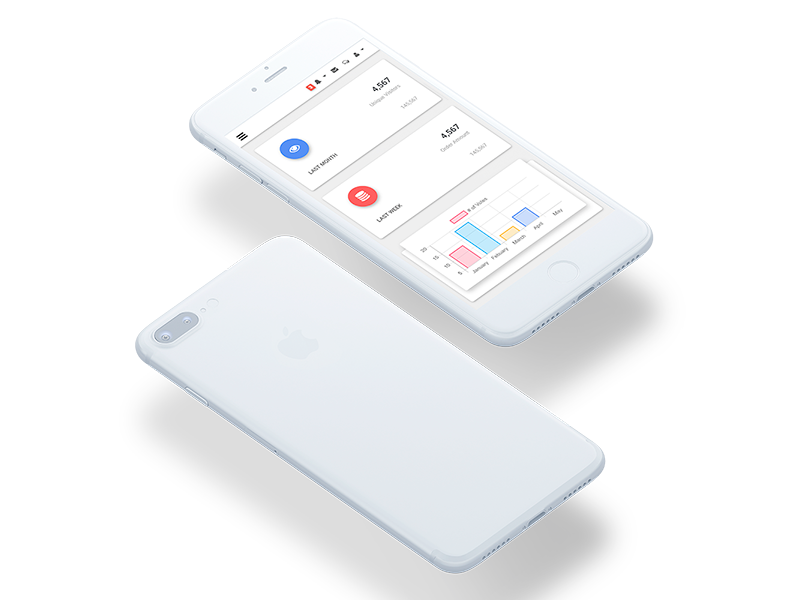 4,567
Unique Visitors
145,567
LAST MONTH
4,567
Order Amount
145,567
LAST WEEK
# of Votes
20
15
10
5
January
February
March
April
May